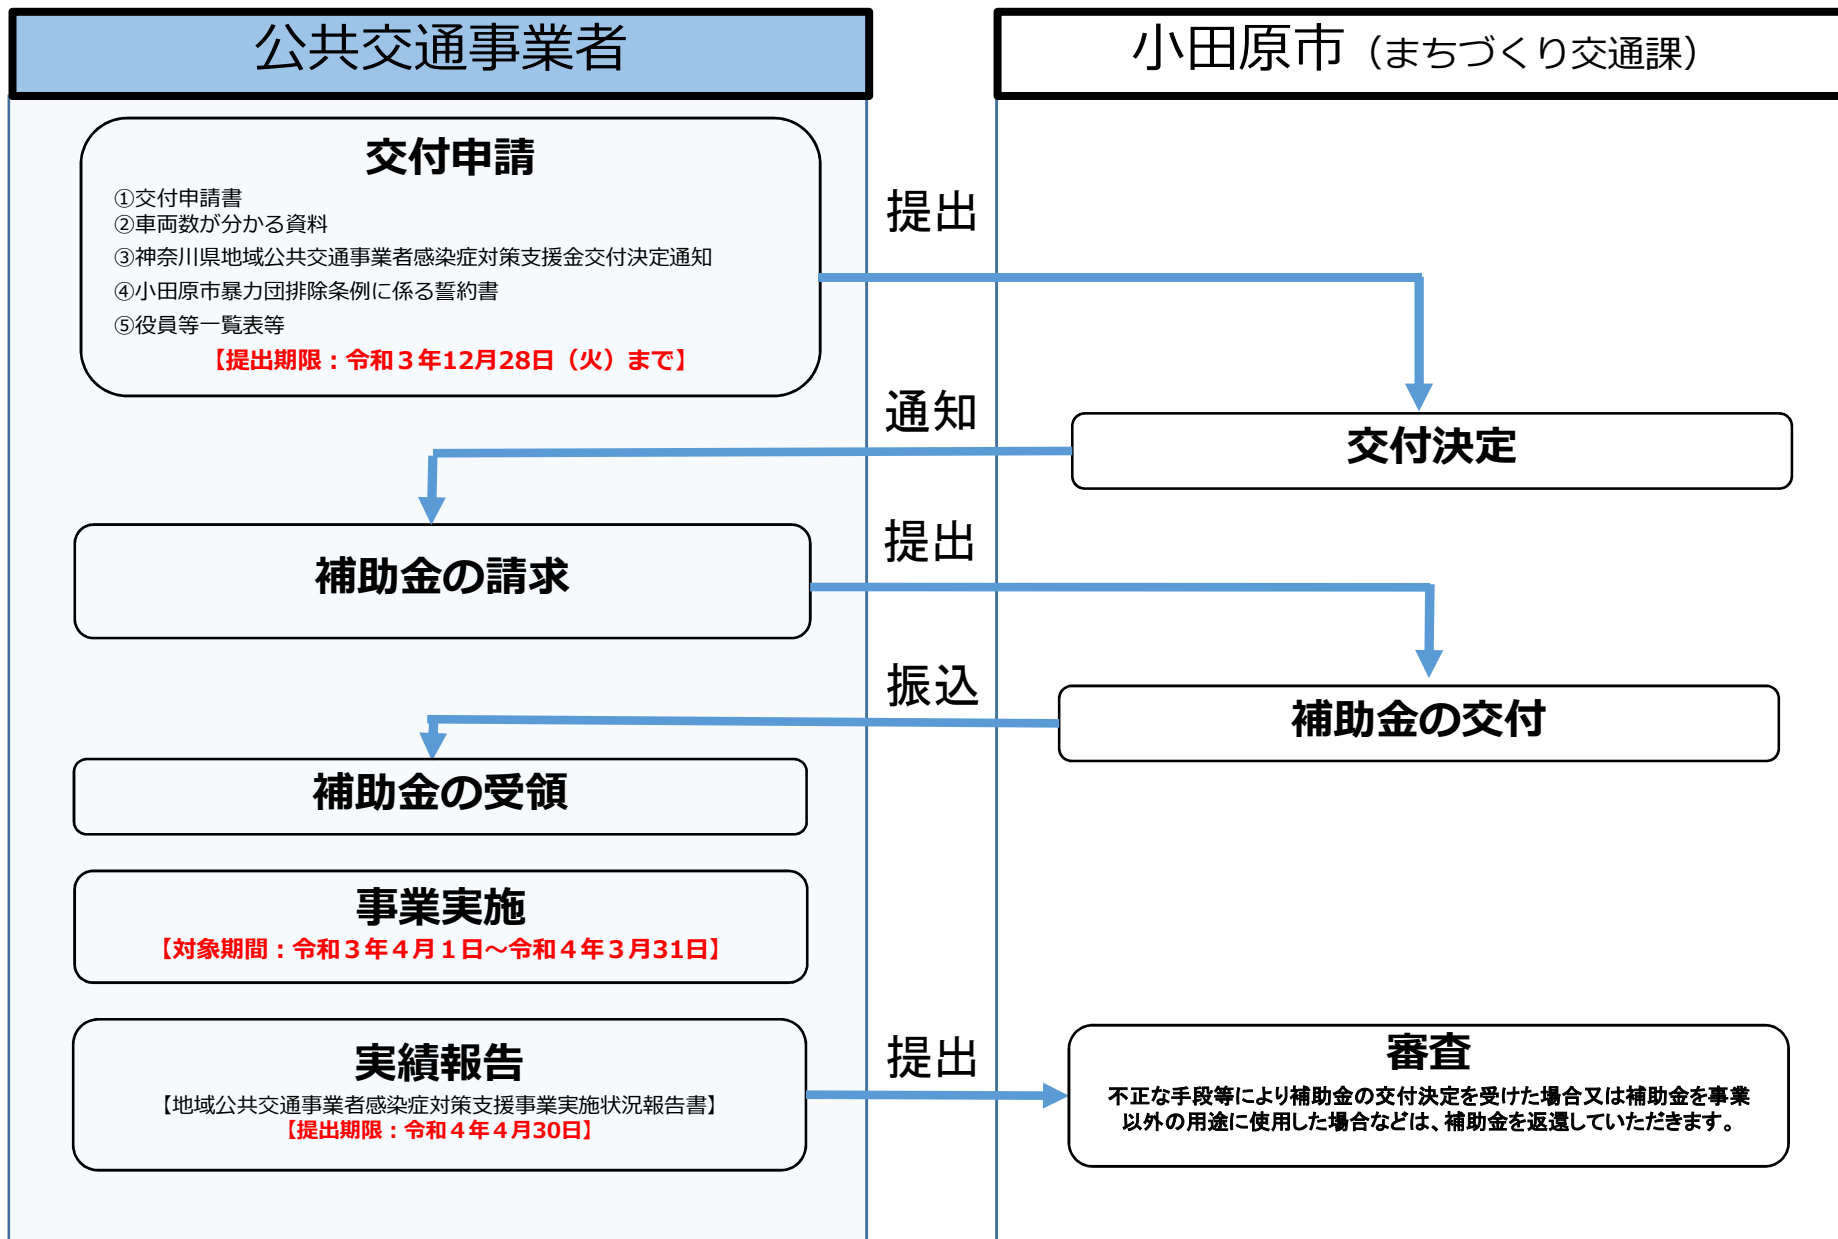 公共交通事業者
小田原市（まちづくり交通課）
交付申請
①交付申請書
②車両数が分かる資料
③神奈川県地域公共交通事業者感染症対策支援金交付決定通知
④小田原市暴力団排除条例に係る誓約書
⑤役員等一覧表等
【提出期限：令和３年12月28日（火）まで】
提出
通知
交付決定
補助金の請求
提出
振込
補助金の交付
補助金の受領
事業実施
【対象期間：令和３年４月１日～令和４年３月31日】
実績報告
【地域公共交通事業者感染症対策支援事業実施状況報告書】
【提出期限：令和４年４月30日】
提出
審査
不正な手段等により補助金の交付決定を受けた場合又は補助金を事業
以外の用途に使用した場合などは、補助金を返還していただきます。